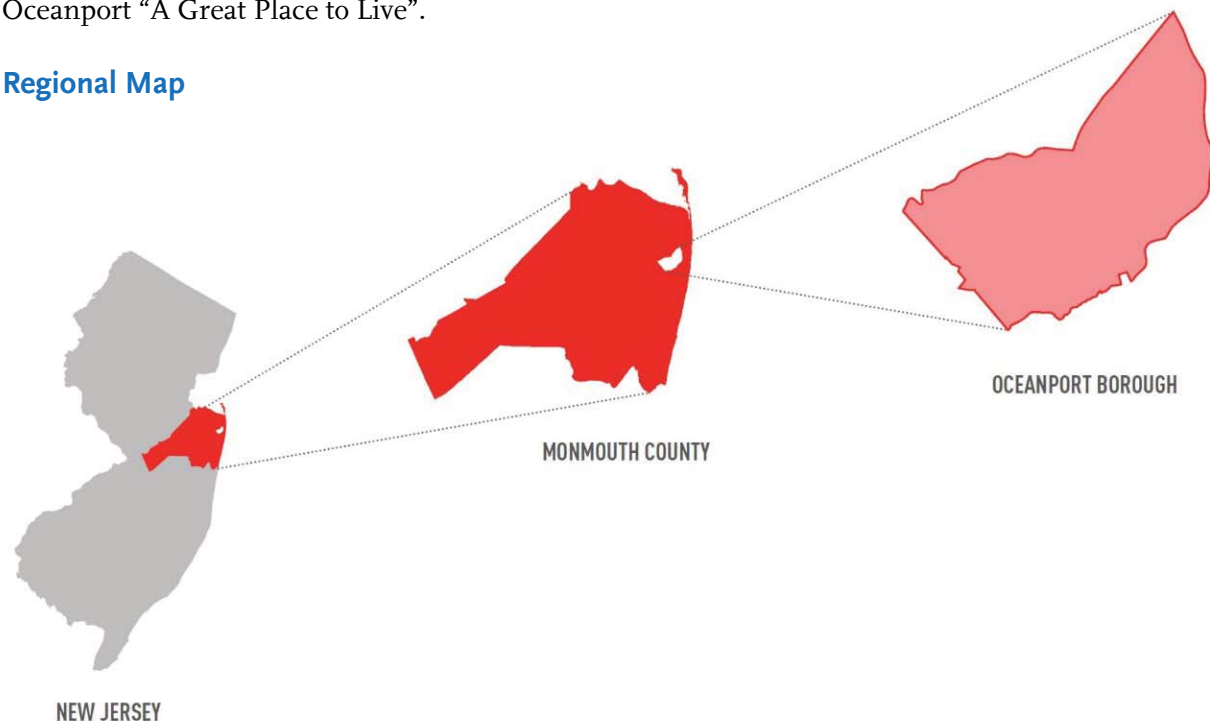 Oceanport “A Great Place to Live”.
Regional Map
OCEANPORT BOROUGH
MONMOUTH COUNTY
NEW JERSEY